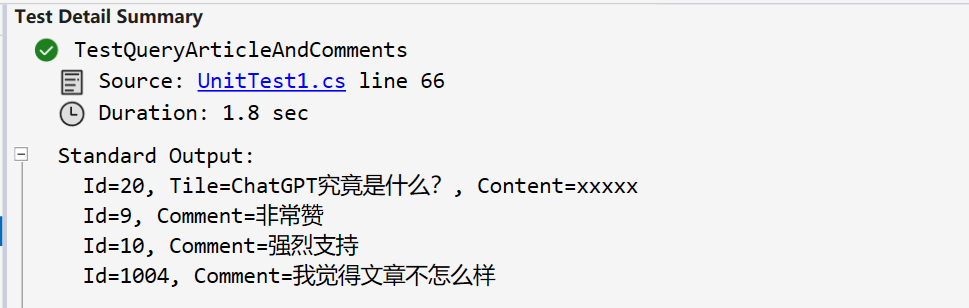 Test Detail Summary
TestQueryArticleAndComments
Source: UnitTest1.cs line 66
Duration: 1.8 sec
Standard Output:
Id=20, Tile=ChatGPT究竟是什么？, Content=xxxxx
Id=9, Comment=非常赞
Id=10, Comment=强烈支持
Id=1004, Comment=我觉得文章不怎么样